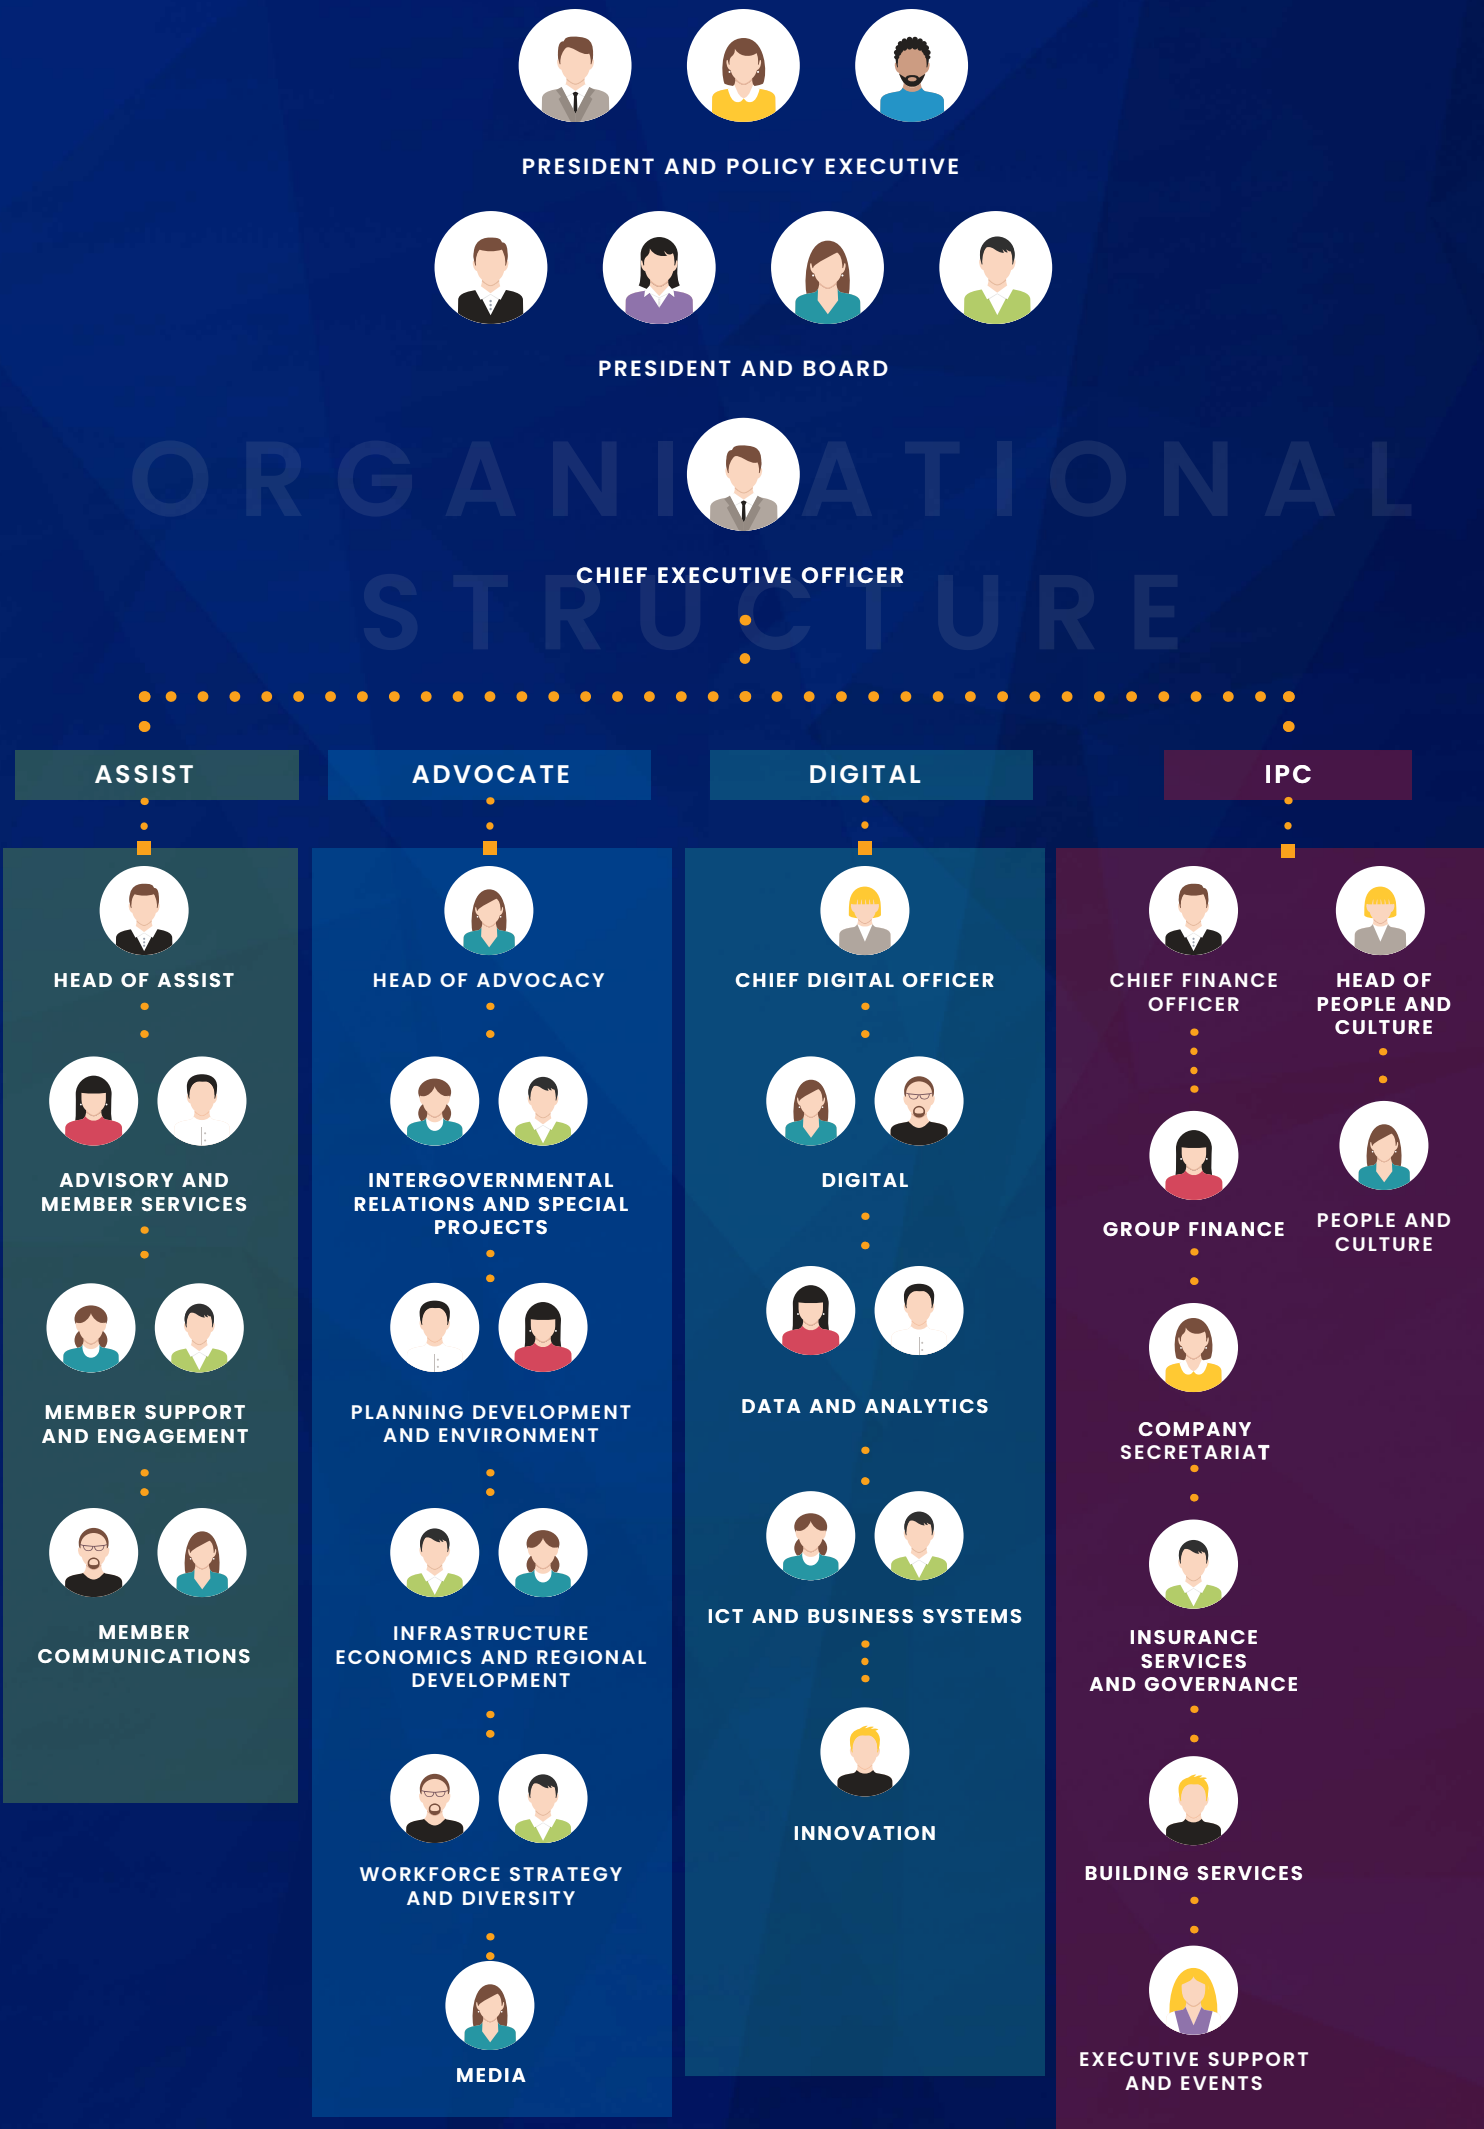 PRESIDENT AND POLICY EXECUTIVE
PRESIDENT AND BOARD
ORGANI ATIONAL
STRUCTURE
CHIEF EXECUTIVE OFFICER
ASSIST
HEAD OF ASSIST
ADVISORY AND
MEMBER SERVICES
MEMBER SUPPORT
AND ENGAGEMENT
MEMBER
COMMUNICATIONS
ADVOCATE
HEAD OF ADVOCACY
INTERGOVERNMENTAL
RELATIONS AND SPECIAL
PROJECTS
PLANNING DEVELOPMENT
AND ENVIRONMENT
INFRASTRUCTURE
ECONOMICS AND REGIONAL
DEVELOPMENT
WORKFORCE STRATEGY
AND DIVERSITY
MEDIA
DIGITAL
CHIEF DIGITAL OFFICER
DIGITAL
DATA AND ANALYTICS
ICT AND BUSINESS SYSTEMS
INNOVATION
IPC
CHIEF FINANCE
OFFICER
GROUP FINANCE
COMPANY
SECRETARIAT
INSURANCE
SERVICES
AND GOVERNANCE
BUILDING SERVICES
EXECUTIVE SUPPORT
AND EVENTS
HEAD OF
PEOPLE AND
CULTURE
PEOPLE AND
CULTURE